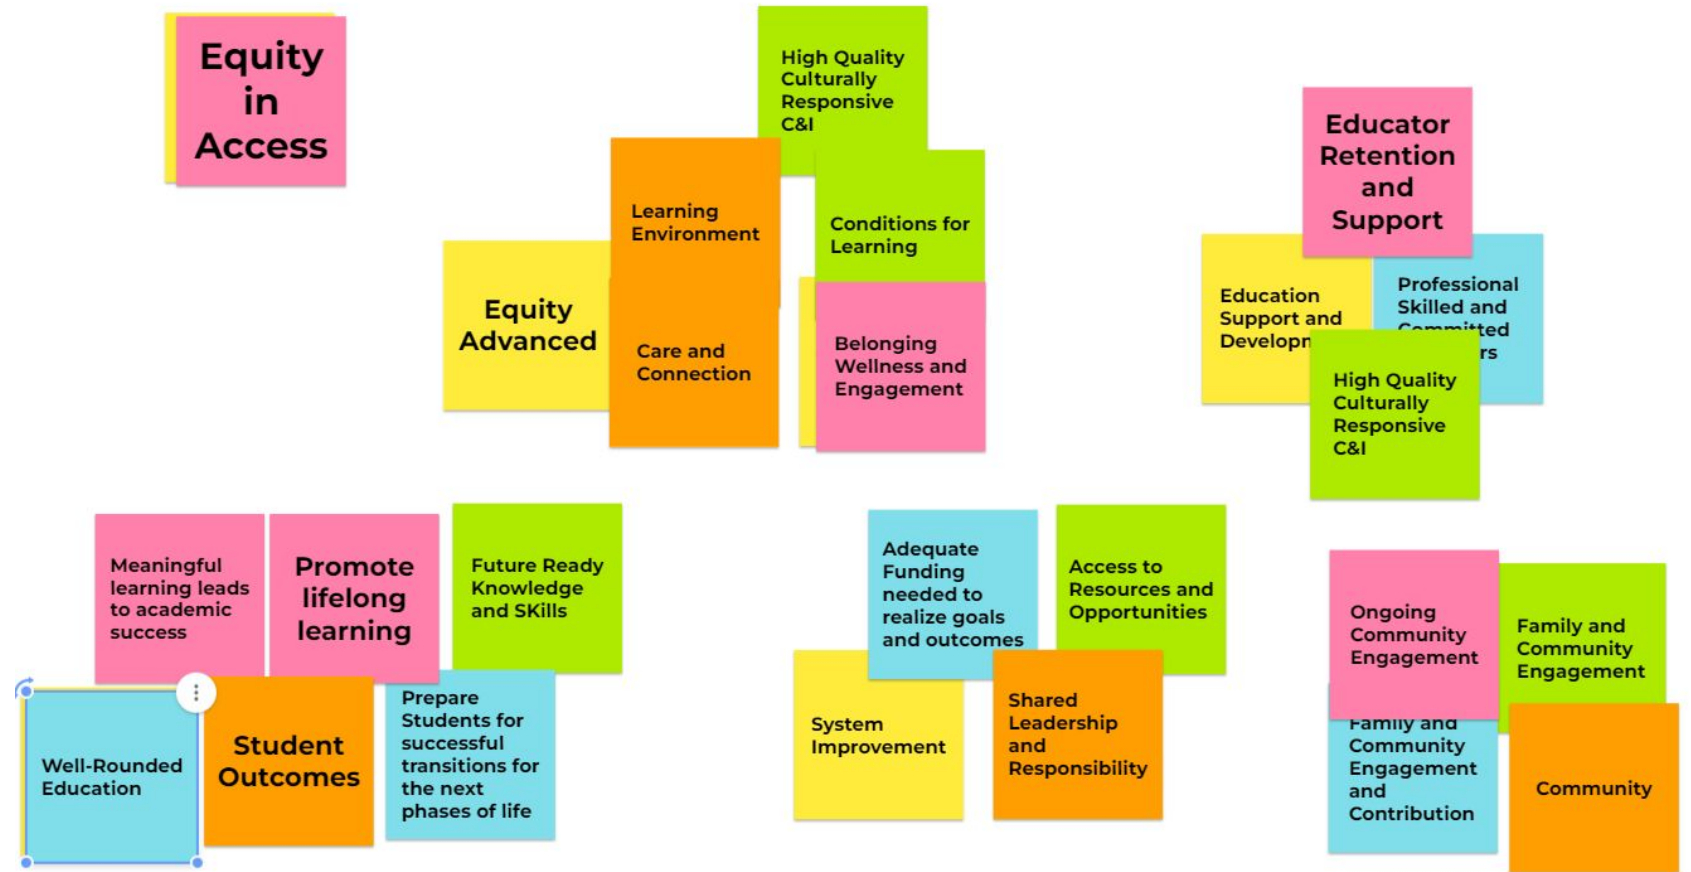 Equity
in
Access
High Quality
Culturally
Responsive
C&I
Learning
Environment
Conditions for
Learning
Equity
Advanced
Care and
Connection
Belonging
Wellness and
Engagement
Educator
Retention
and
Support
Education
Support and
Professional
Skilled and
High Quality
Culturally
Responsive
C&I
Meaningful
learning leads
to academic
success
Promote
lifelong
learning
Future Ready
Knowledge
and SKills
Well-Rounded
Education
Student
Outcomes
Prepare
Students for
successful
transitions for
the next
phases of life
Adequate
Funding
needed to
realize goals
and outcomes
Access to
Resources and
Opportunities
System
Improvement
Shared
Leadership
and
Responsibility
Ongoing
Community
Engagement
Family and
Community
Engagement
Family and
Community
Engagement
and
Contribution
Community